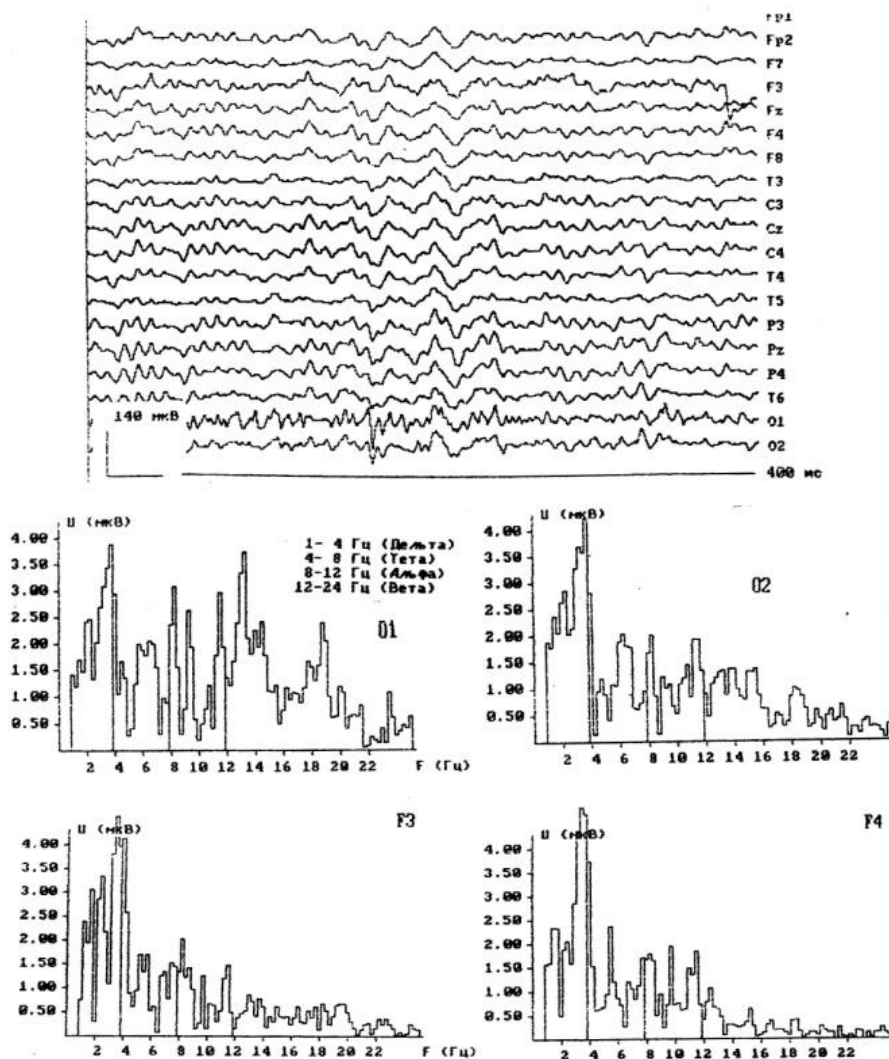 Fp1
Fp2
F7
F3
Fz
F4
F8
T3
C3
Cz
C4
T4
T5
P3
Pz
P4
T6
O1
O2
140 мкВ
400 мс
U (мкВ)
4.00
3.50
3.00
2.50
2.00
1.50
1.00
0.50
2 4 6 8 10 12 14 16 18 20 22
F (Гц)
1- 4 Гц (Дельта)
4- 8 Гц (Тета)
8-12 Гц (Альфа)
12-24 Гц (Вета)
O1
U (мкВ)
4.00
3.50
3.00
2.50
2.00
1.50
1.00
0.50
2 4 6 8 10 12 14 16 18 20 22
O2
U (мкВ)
4.00
3.50
3.00
2.50
2.00
1.50
1.00
0.50
2 4 6 8 10 12 14 16 18 20 22
F (Гц)
F3
U (мкВ)
4.00
3.50
3.00
2.50
2.00
1.50
1.00
0.50
2 4 6 8 10 12 14 16 18 20 22
F4